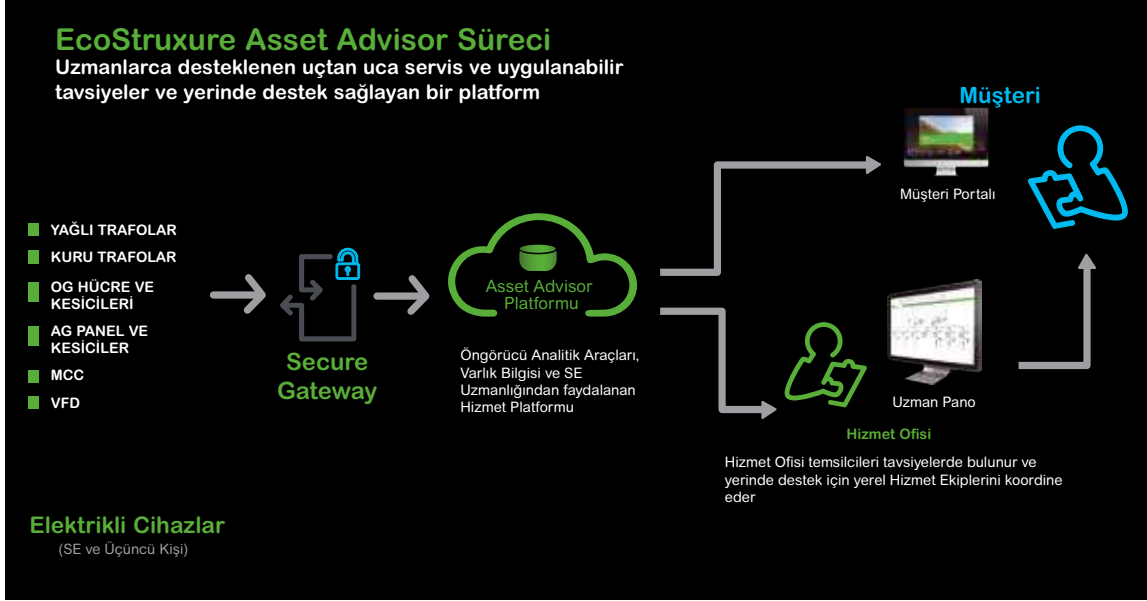 EcoStruxure Asset Advisor Süreci
Uzmanlarca desteklenen uçtan uca servis ve uygulanabilir
tavsiyeler ve yerinde destek sağlayan bir platform
Müşteri
Müşteri Portalı
YAĞLI TRAFOLAR
KURU TRAFOLAR
OG HÜCRE VE
KESİCİLERİ
AG PANEL VE
KESİCİLER
MCC
VFD
Secure
Gateway
Asset Advisor
Platformu
Öngörücü Analitik Araçları,
Varlık Bilgisi ve SE
Uzmanlığından faydalanan
Hizmet Platformu
Uzman Pano
Hizmet Ofisi
Hizmet Ofisi temsilcileri tavsiyelerde bulunur ve
yerinde destek için yerel Hizmet Ekiplerini koordine
eder
Elektrikli Cihazlar
(SE ve Üçüncü Kişi)